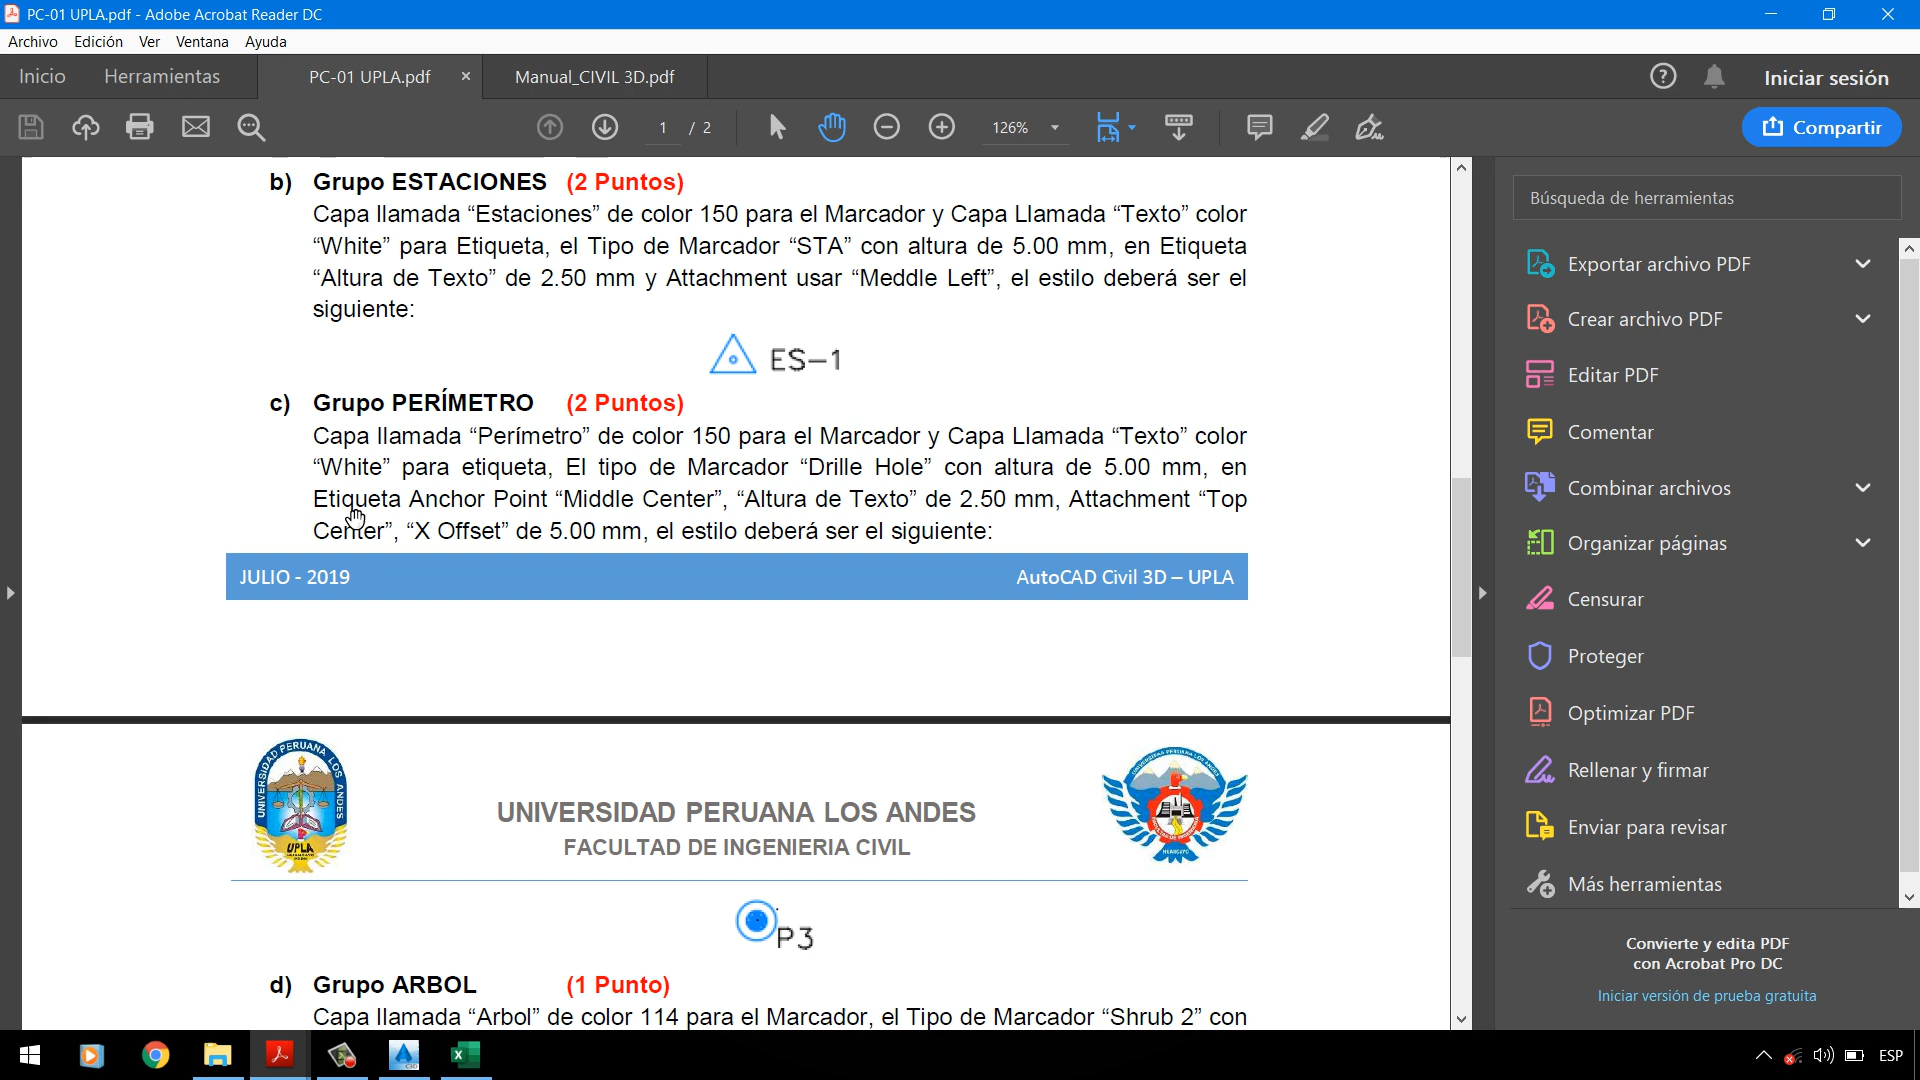 PC-01 UPLA.pdf - Adobe Acrobat Reader DC
Archivo Edición Ver Ventana Ayuda
Inicio Herramientas PC-01 UPLA.pdf × Manual_CIVIL 3D.pdf Iniciar sesión
1 / 2 126% Compartir
b) Grupo ESTACIONES (2 Puntos)
Capa llamada “Estaciones” de color 150 para el Marcador y Capa Llamada “Texto” color
“White” para Etiqueta, el Tipo de Marcador “STA” con altura de 5.00 mm, en Etiqueta
“Altura de Texto” de 2.50 mm y Attachment usar “Meddle Left”, el estilo deberá ser el
siguiente:
ES-1
c) Grupo PERÍMETRO (2 Puntos)
Capa llamada “Perímetro” de color 150 para el Marcador y Capa Llamada “Texto” color
“White” para etiqueta, El tipo de Marcador “Drille Hole” con altura de 5.00 mm, en
Etiqueta Anchor Point “Middle Center”, “Altura de Texto” de 2.50 mm, Attachment “Top
Center”, “X Offset” de 5.00 mm, el estilo deberá ser el siguiente:
JULIO - 2019 AutoCAD Civil 3D – UPLA
UNIVERSIDAD PERUANA LOS ANDES
UPLA
UNIVERSIDAD PERUANA LOS ANDES
FACULTAD DE INGENIERIA CIVIL
HUANCAYO
P3
d) Grupo ARBOL (1 Punto)
Capa llamada “Arbol” de color 114 para el Marcador, el Tipo de Marcador “Shrub 2” con
Búsqueda de herramientas
Exportar archivo PDF
Crear archivo PDF
Editar PDF
Comentar
Combinar archivos
Organizar páginas
Censurar
Proteger
Optimizar PDF
Rellenar y firmar
Enviar para revisar
Más herramientas
Convierte y edita PDF
con Acrobat Pro DC
Iniciar versión de prueba gratuita
ESP